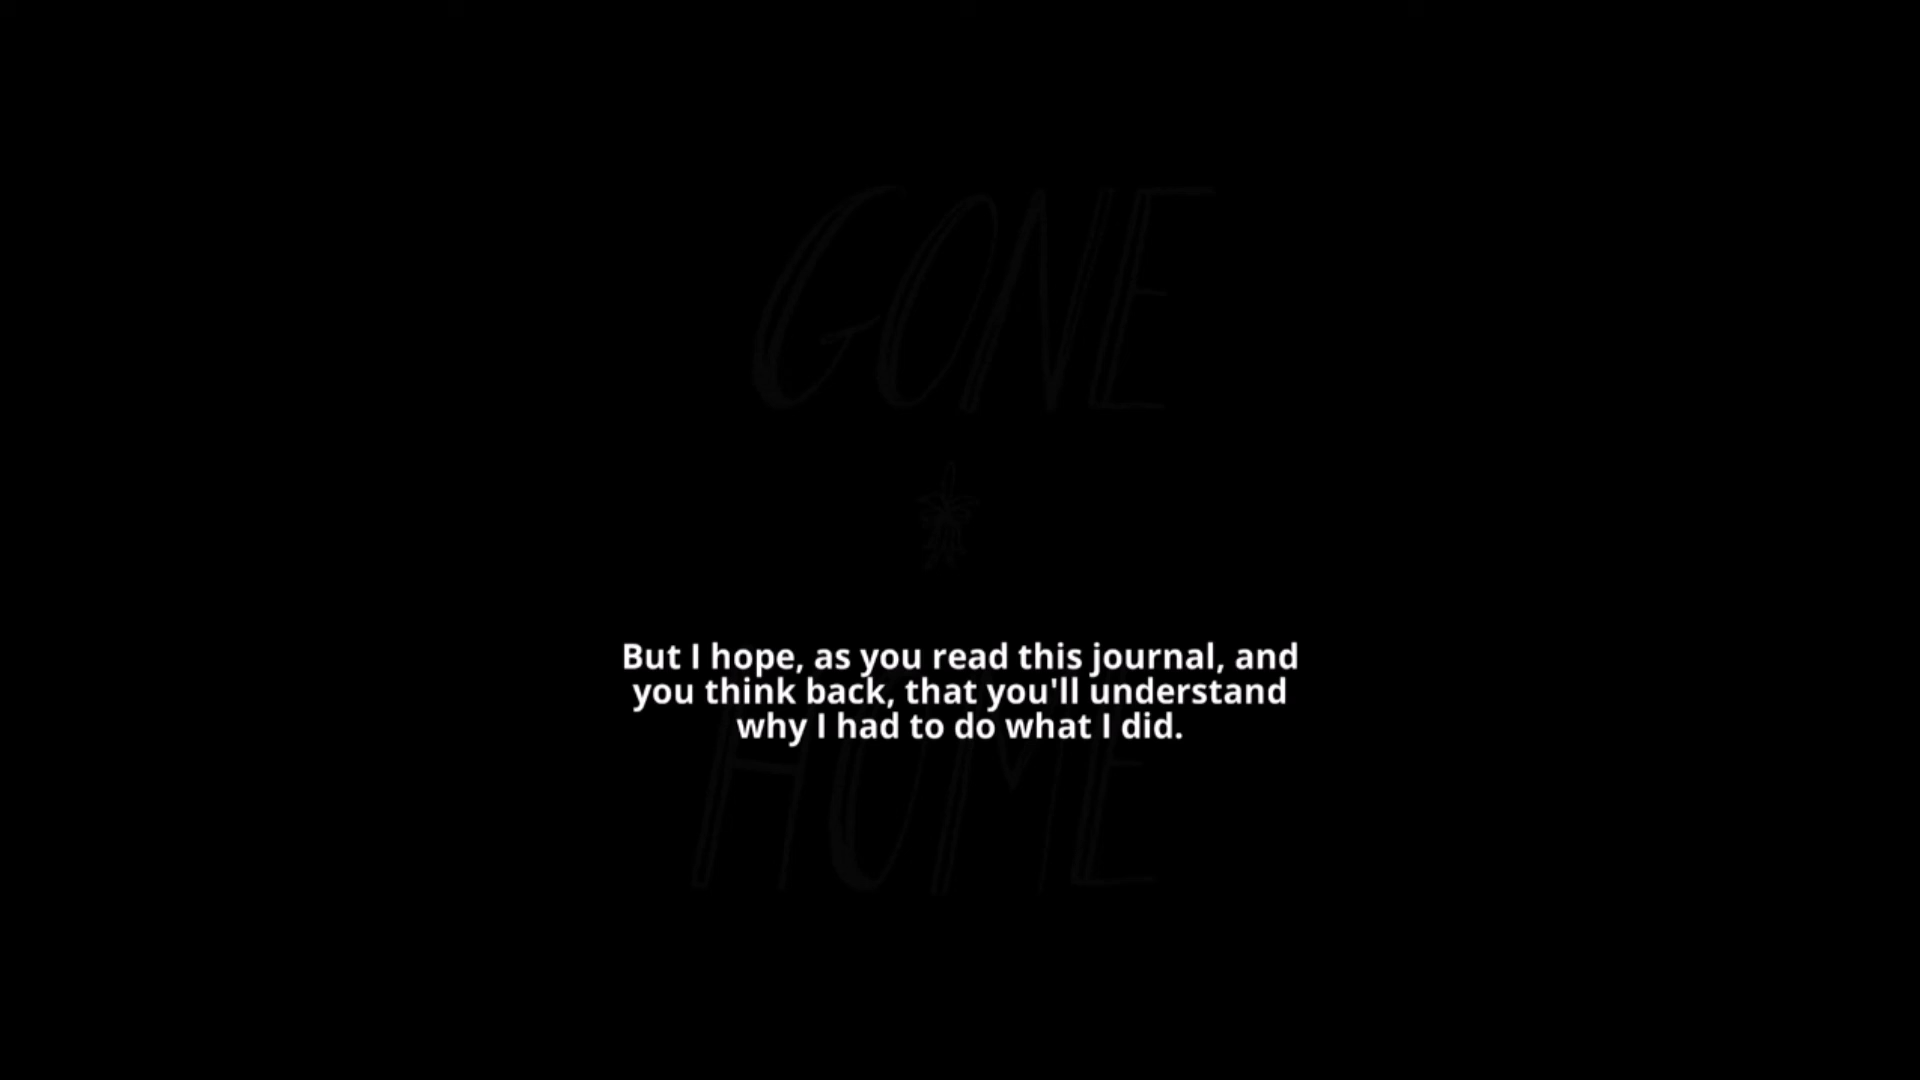 GONE
But I hope, as you read this journal, and
you think back, that you'll understand
why I had to do what I did.
HOME